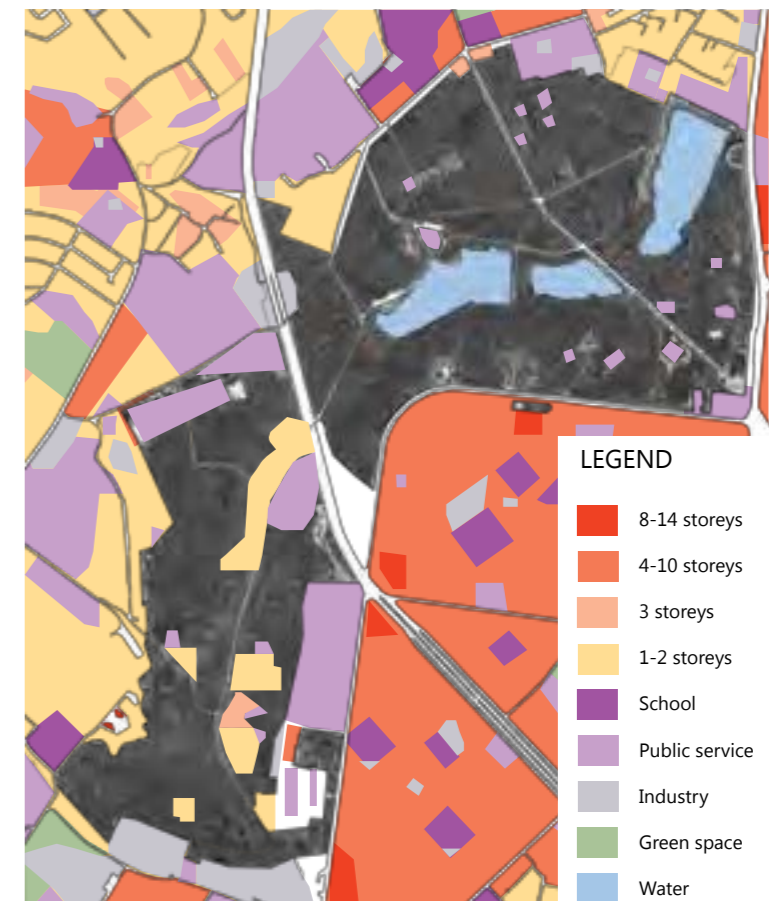 LEGEND
8-14 storeys
4-10 storeys
3 storeys
1-2 storeys
School
Public service
Industry
Green space
Water